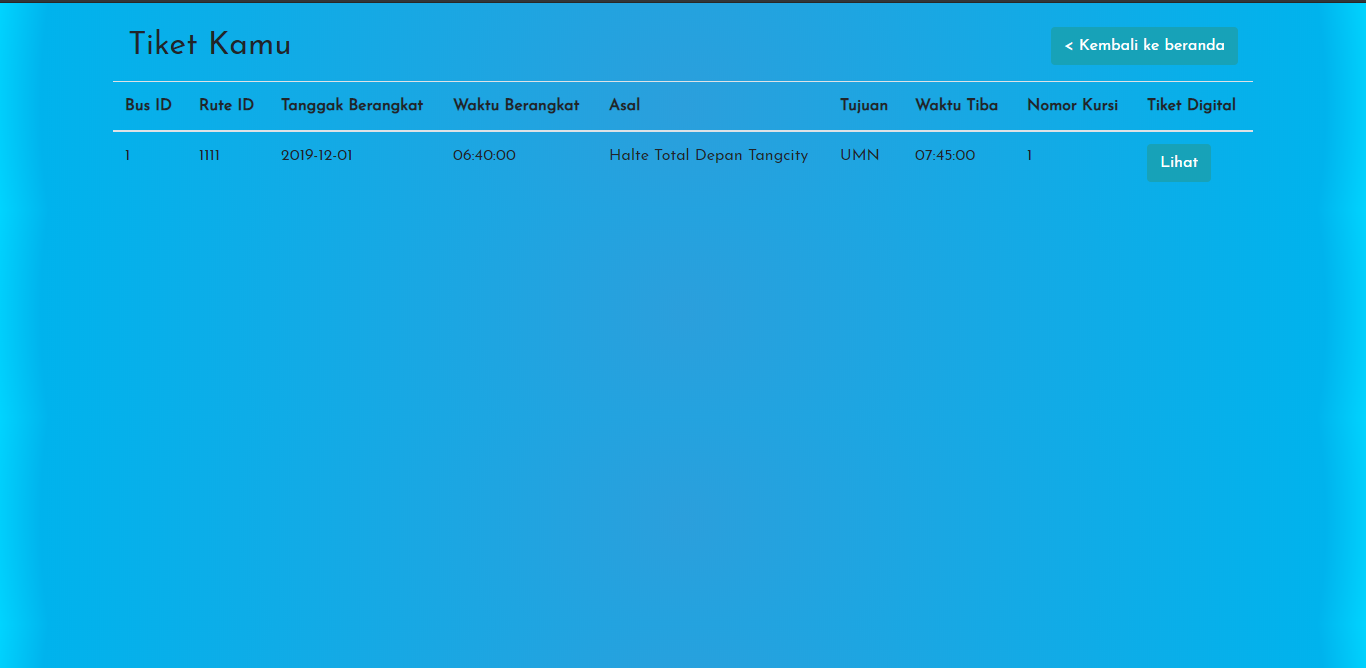 Tiket Kamu
< Kembali ke beranda
Bus ID Rute ID Tanggak Berangkat Waktu Berangkat Asal Tujuan Waktu Tiba Nomor Kursi Tiket Digital
1 1111 2019-12-01 06:40:00 Halte Total Depan Tangcity UMN 07:45:00 1 Lihat